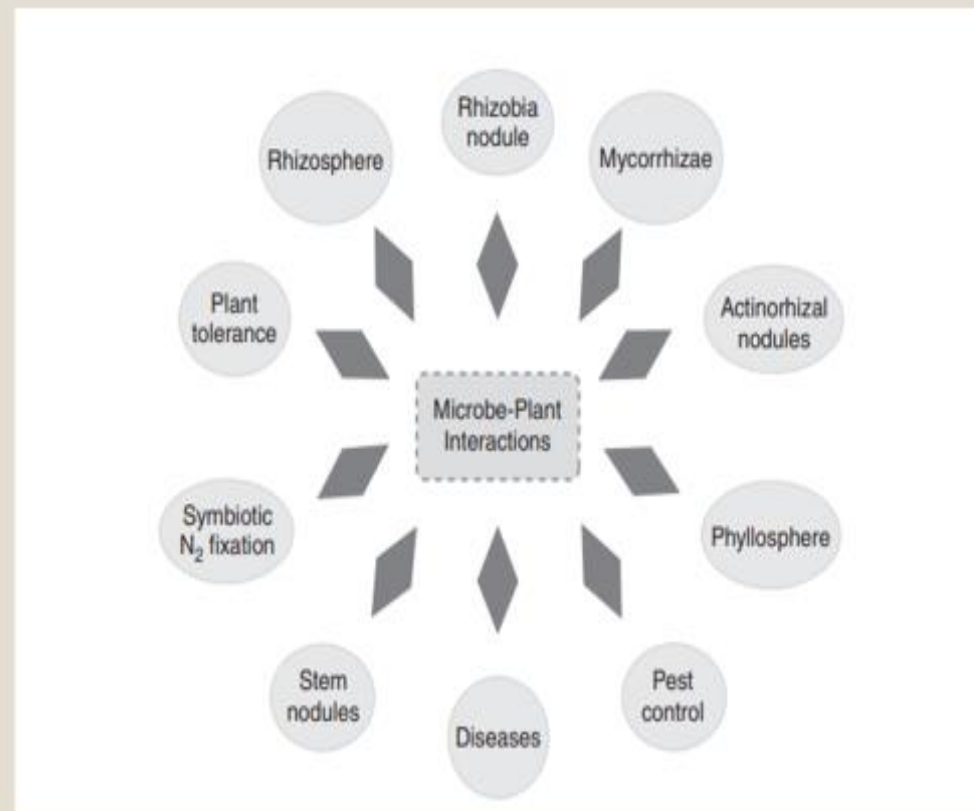 Rhizobia
nodule
Rhizosphere
Mycorrhizae
Plant
tolerance
Actinorhizal
nodules
Microbe-Plant
Interactions
Symbiotic
N₂ fixation
Phyllosphere
Stem
nodules
Pest
control
Diseases